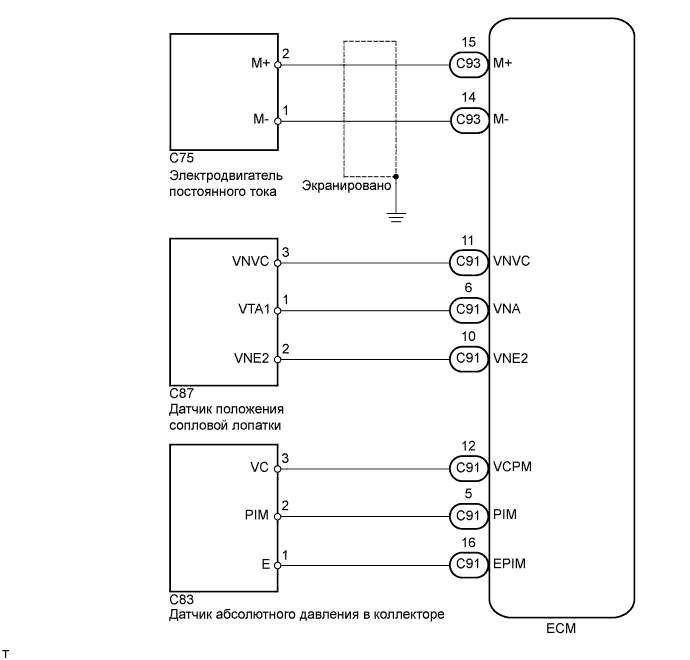 15
M+ 2 C93 M+
14
M- 1 C93 M-
C75
Электродвигатель
постоянного тока
Экранировано
11
VNVC 3 C91 VNVC
6
VTA1 1 C91 VNA
10
VNE2 2 C91 VNE2
C87
Датчик положения
сопловой лопатки
12
VC 3 C91 VCPM
5
PIM 2 C91 PIM
16
E 1 C91 EPIM
C83
Датчик абсолютного давления в коллекторе
ECM
T